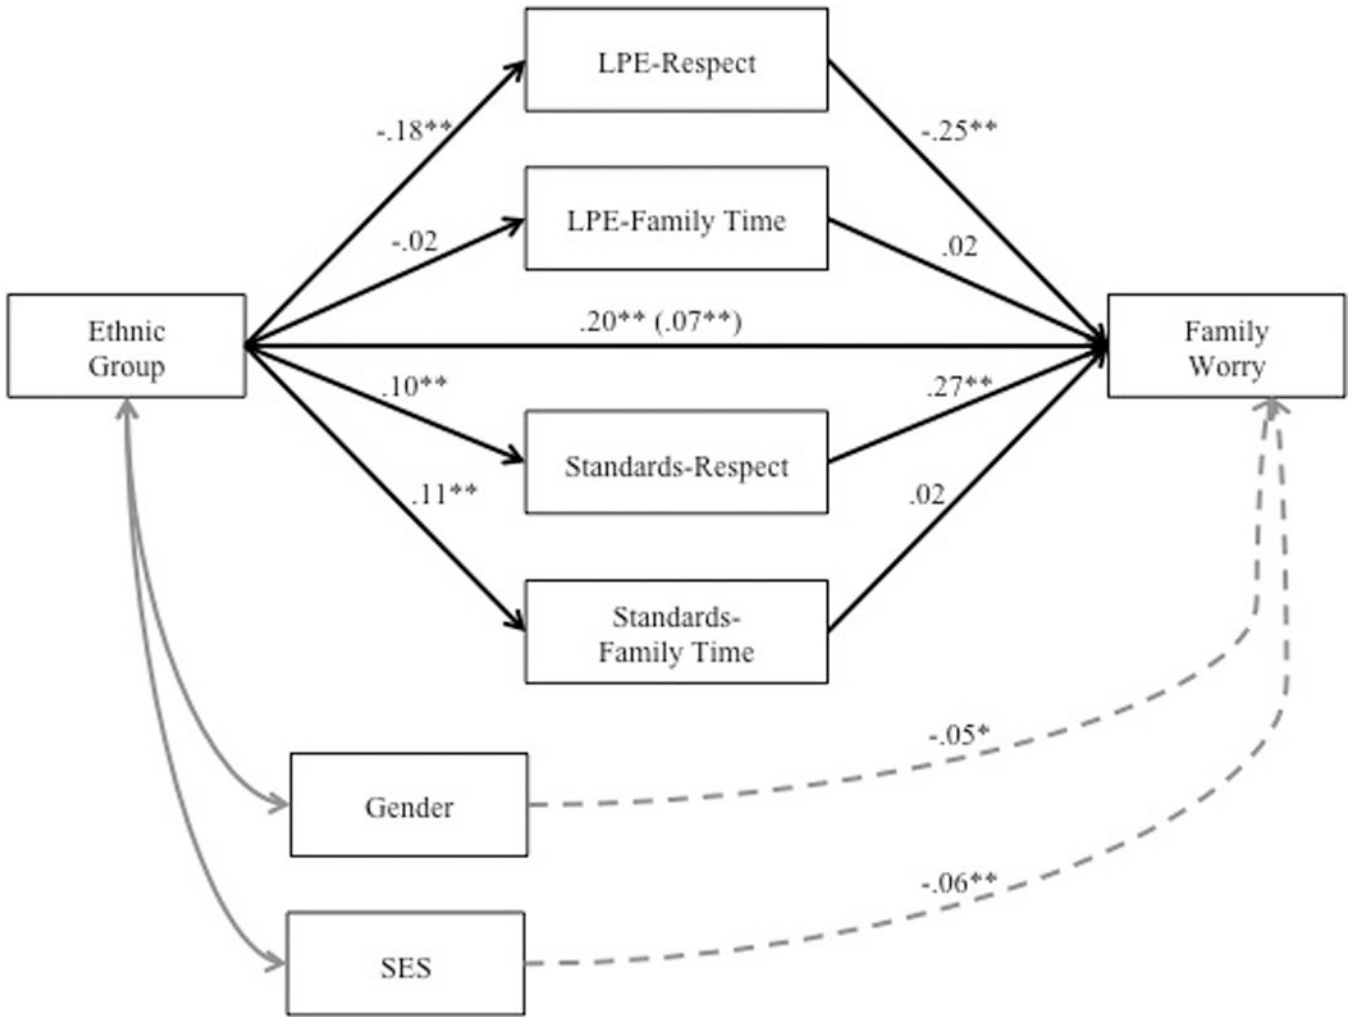 LPE-Respect
-.18**
-.25**
LPE-Family Time
-.02
.02
Ethnic
Group
.20** (.07**)
Family
Worry
.10**
.27**
Standards-Respect
.11**
.02
Standards-
Family Time
-.05*
Gender
-.06**
SES